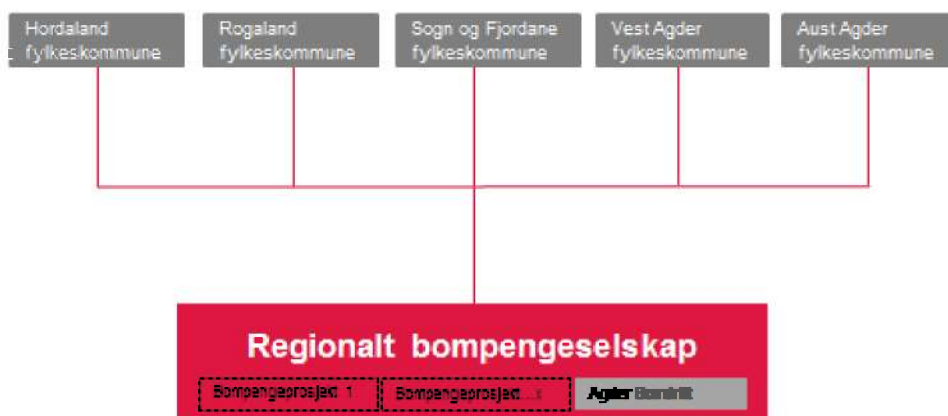 Hordaland
fylkeskommune
Rogaland
fylkeskommune
Sogn og Fjordane
fylkeskommune
Vest Agder
fylkeskommune
Aust Agder
fylkeskommune
Regionalt bompengeselskap
Bompengeprosjekt 1
Bompengeprosjekt...x
Agder